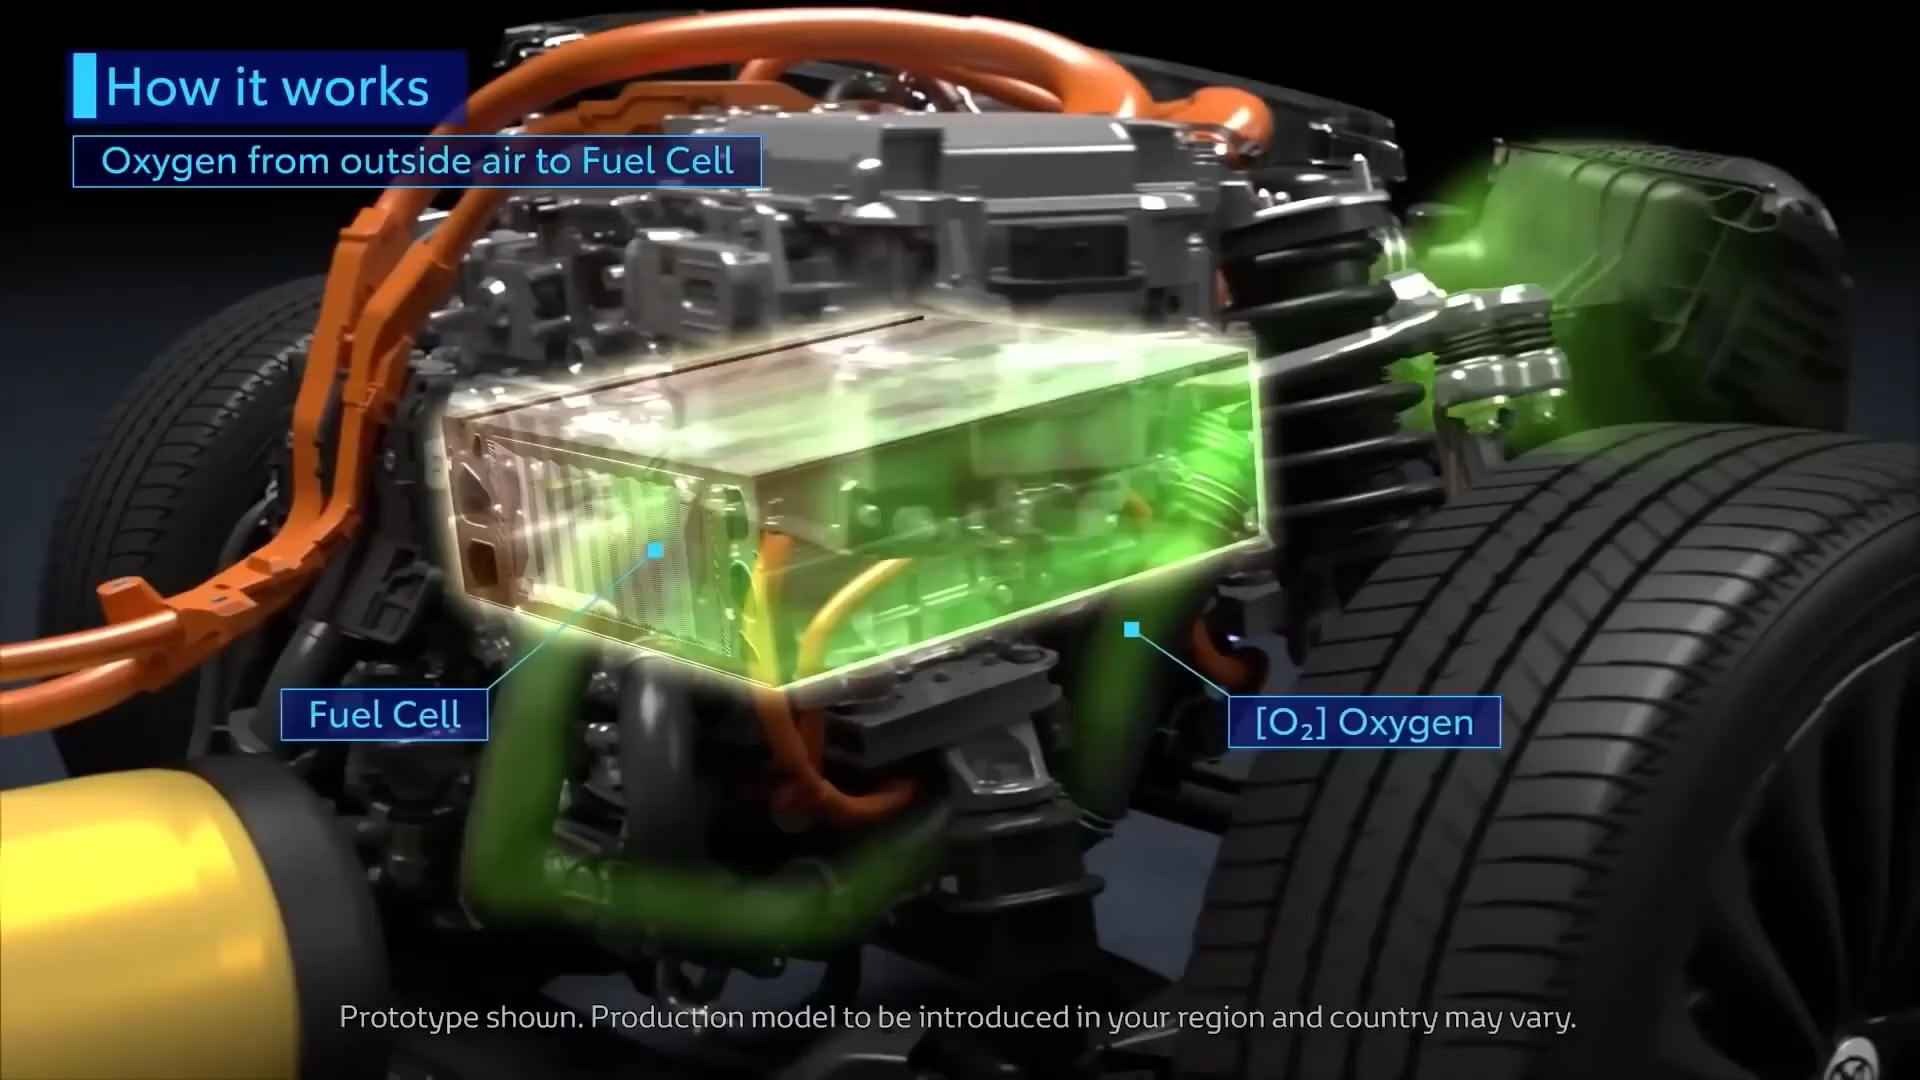 How it works
Oxygen from outside air to Fuel Cell
Fuel Cell
[O₂] Oxygen
Prototype shown. Production model to be introduced in your region and country may vary.